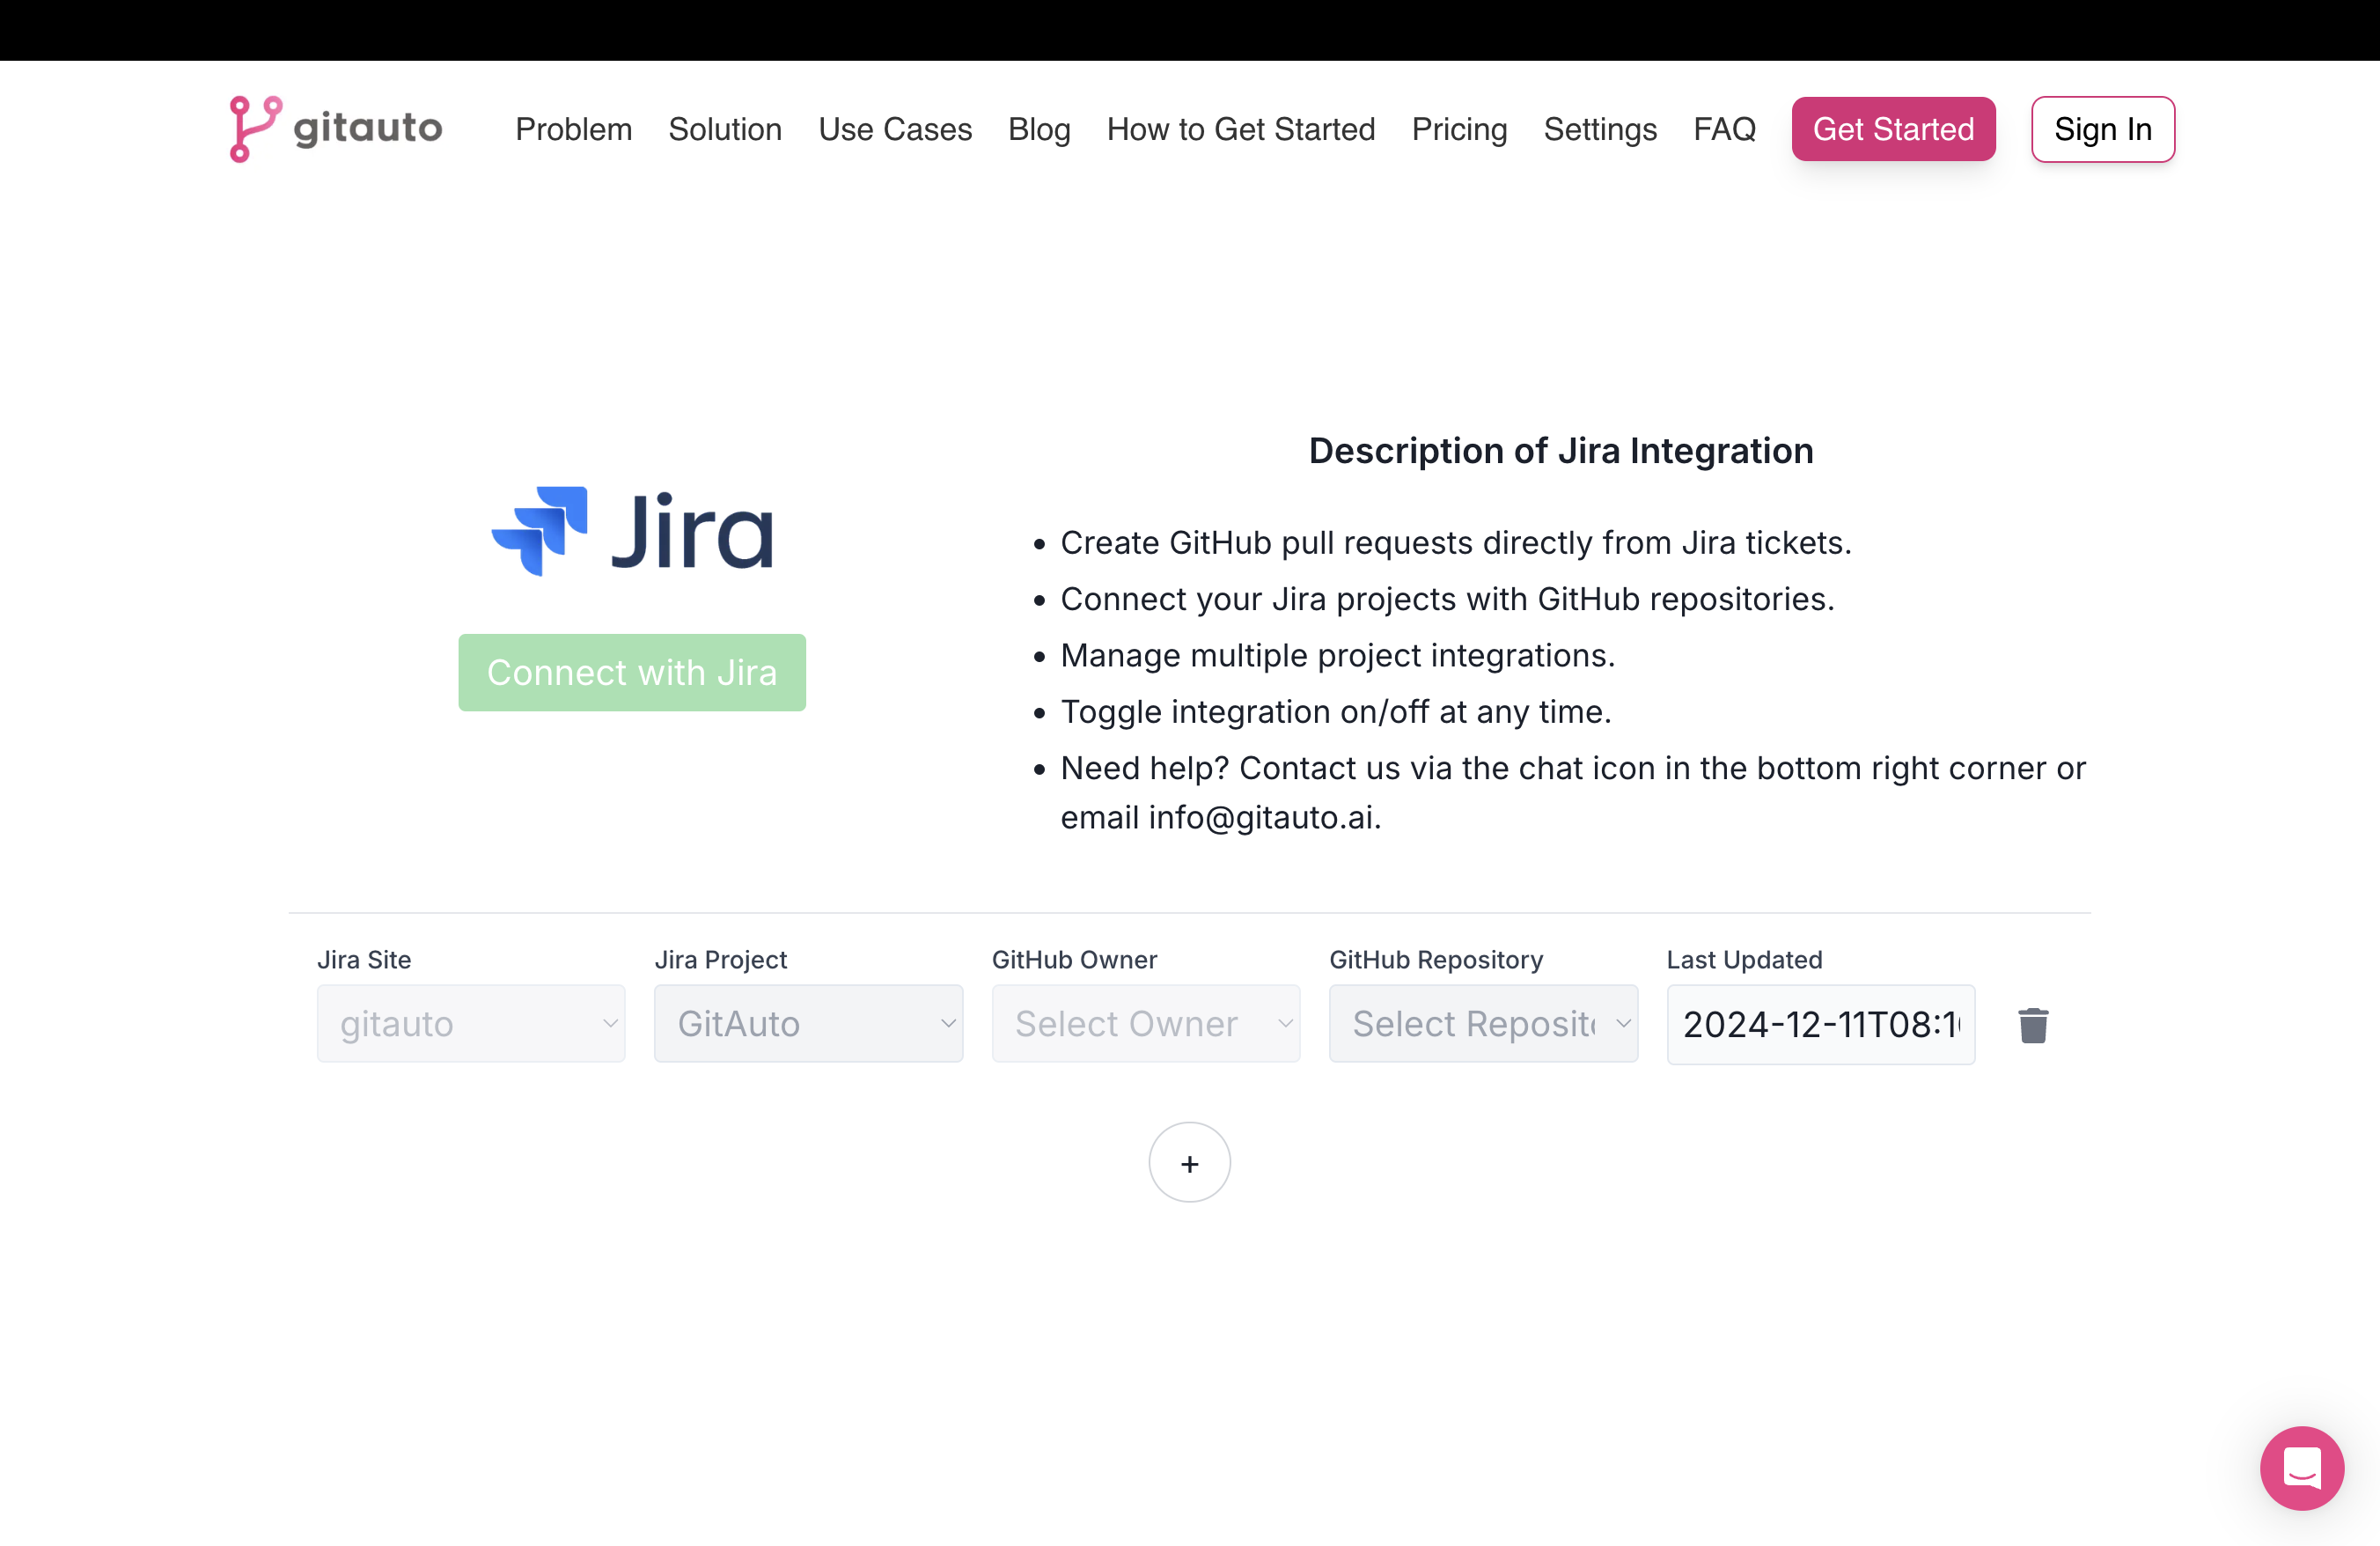 gitauto Problem Solution Use Cases Blog How to Get Started Pricing Settings FAQ Get Started Sign In
Jira
Connect with Jira
Description of Jira Integration
Create GitHub pull requests directly from Jira tickets.
Connect your Jira projects with GitHub repositories.
Manage multiple project integrations.
Toggle integration on/off at any time.
Need help? Contact us via the chat icon in the bottom right corner or
email info@gitauto.ai.
Jira Site Jira Project GitHub Owner GitHub Repository Last Updated
gitauto GitAuto Select Owner Select 2024-12-11T08:1
+